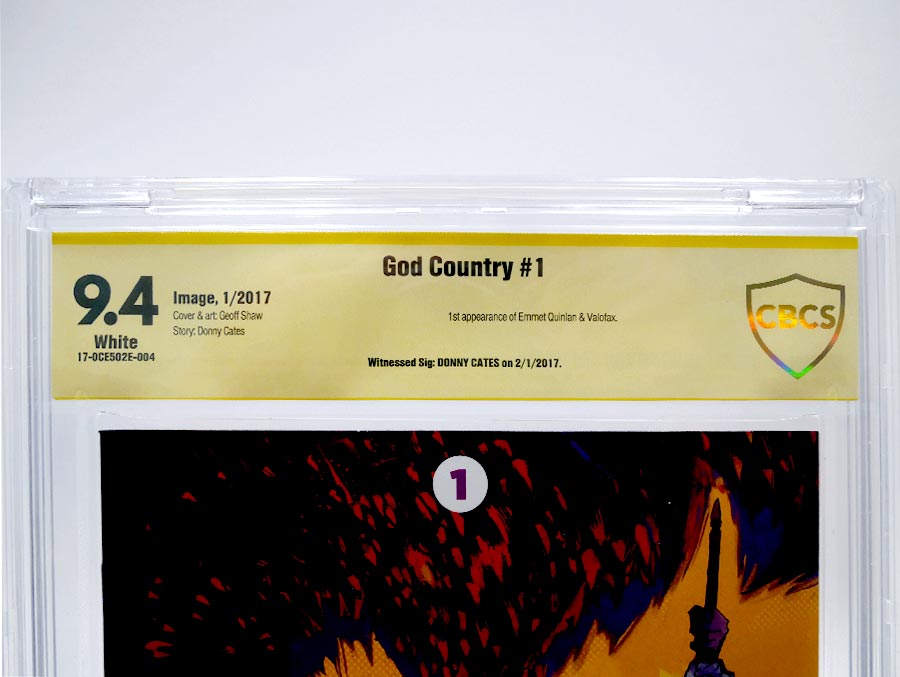 God Country #1
9.4
White
17-0CE502E-004
Image, 1/2017
Cover & art: Geoff Shaw
Story: Donny Cates
1st appearance of Emmet Quinlan & Valofax.
Witnessed Sig: DONNY CATES on 2/1/2017.
CBCS
1